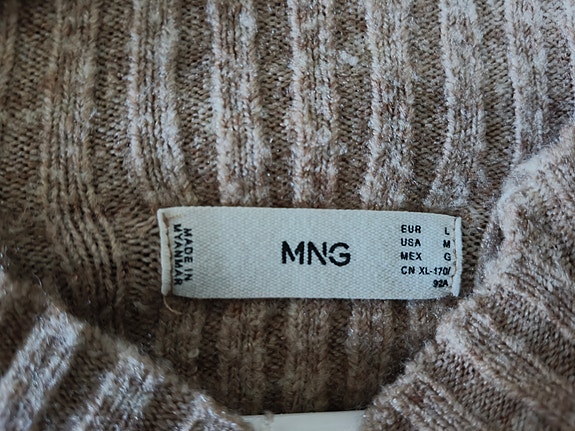 MADE IN
MYANMAR
MNG
EUR L
USA M
MEX G
CN XL-170/
92A